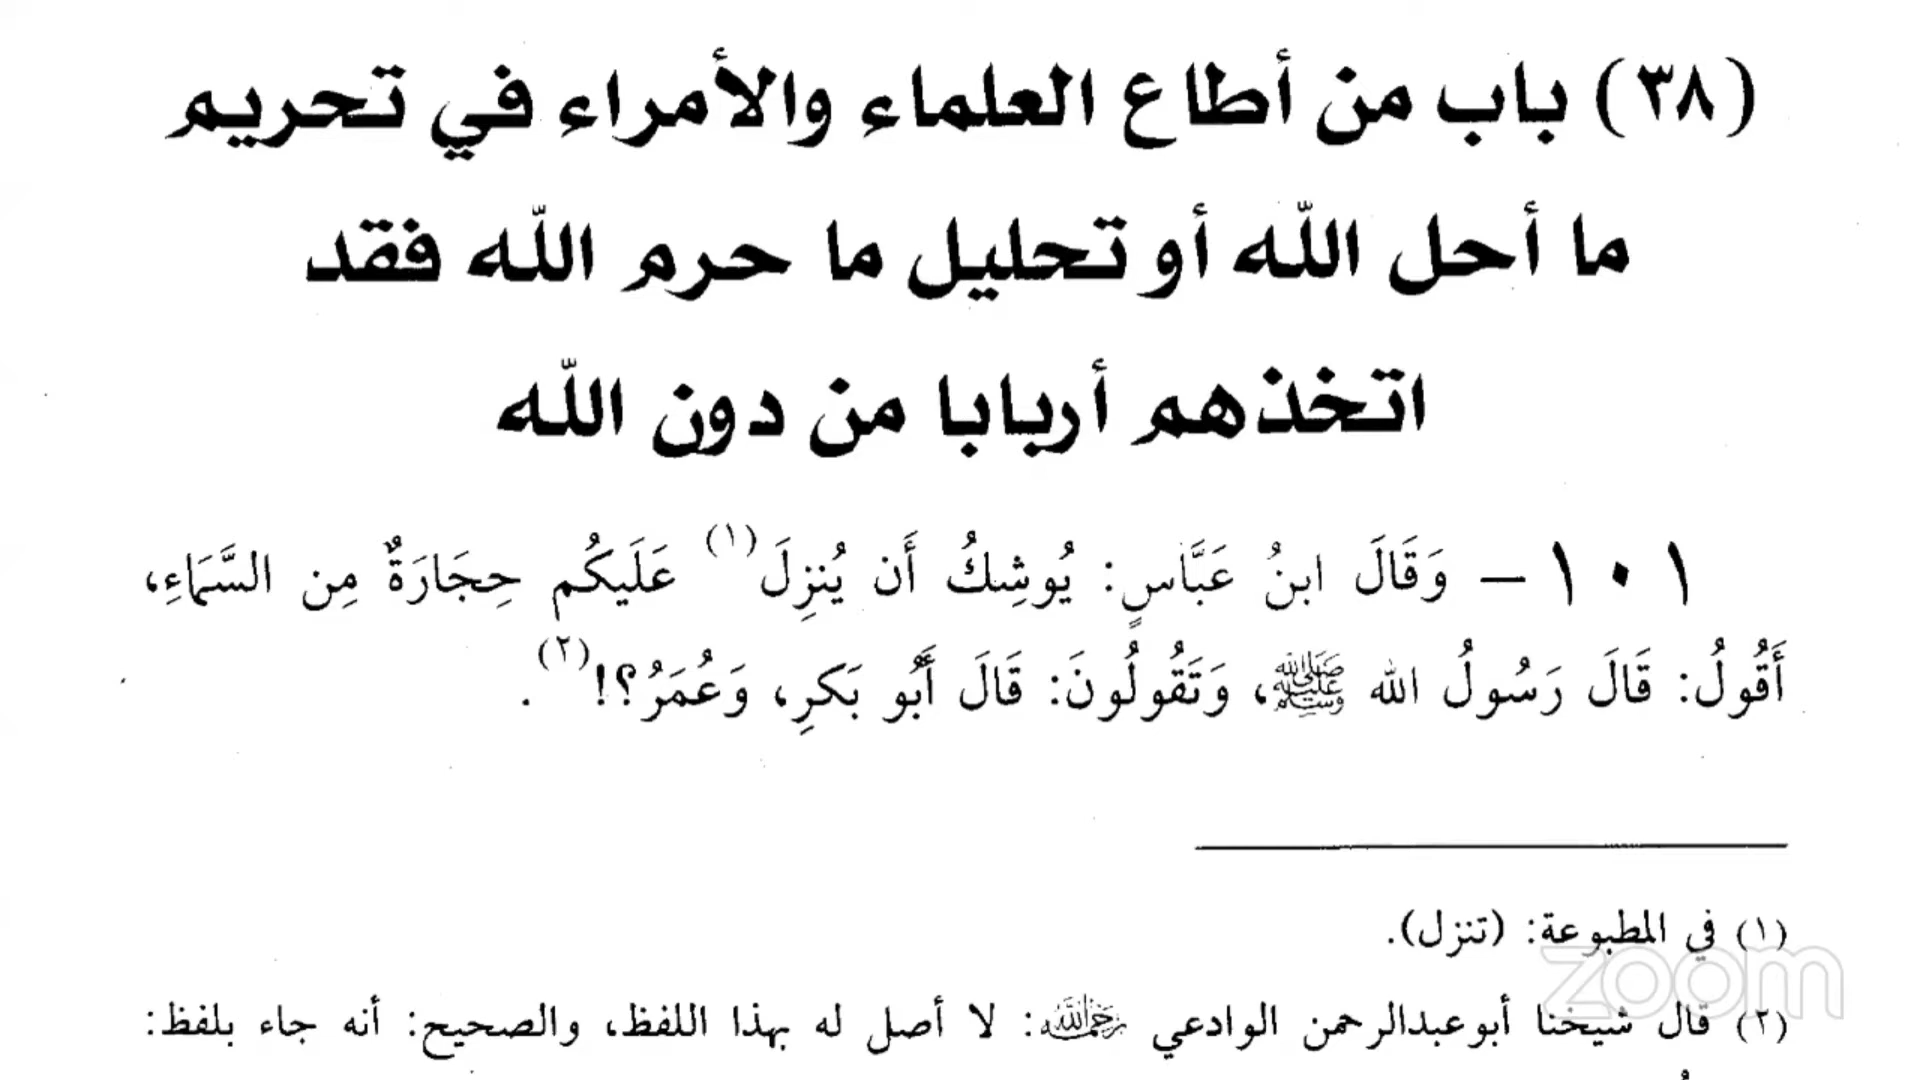 (٣٨) باب من أطاع العلماء والأمراء في تحريم
ما أحل الله أو تحليل ما حرم الله فقد
اتخذهم أربابا من دون الله
١٠١ – وَقَالَ ابنُ عَبَّاسٍ: يُوشِكُ أَن يُنزِلَ(١) عَلَيكُم حِجَارَةٌ مِن السَّمَاءِ،
أَقُولُ: قَالَ رَسُولُ الله ﷺ، وَتَقُولُونَ: قَالَ أَبُو بَكرٍ، وَعُمَرُ؟!(٢).
(١) في المطبوعة: (تنزل).
zoom
(٢) قال شيخنا أبو عبدالرحمن الوادعي رحمه الله: لا أصل له بهذا اللفظ، والصحيح: أنه جاء بلفظ: